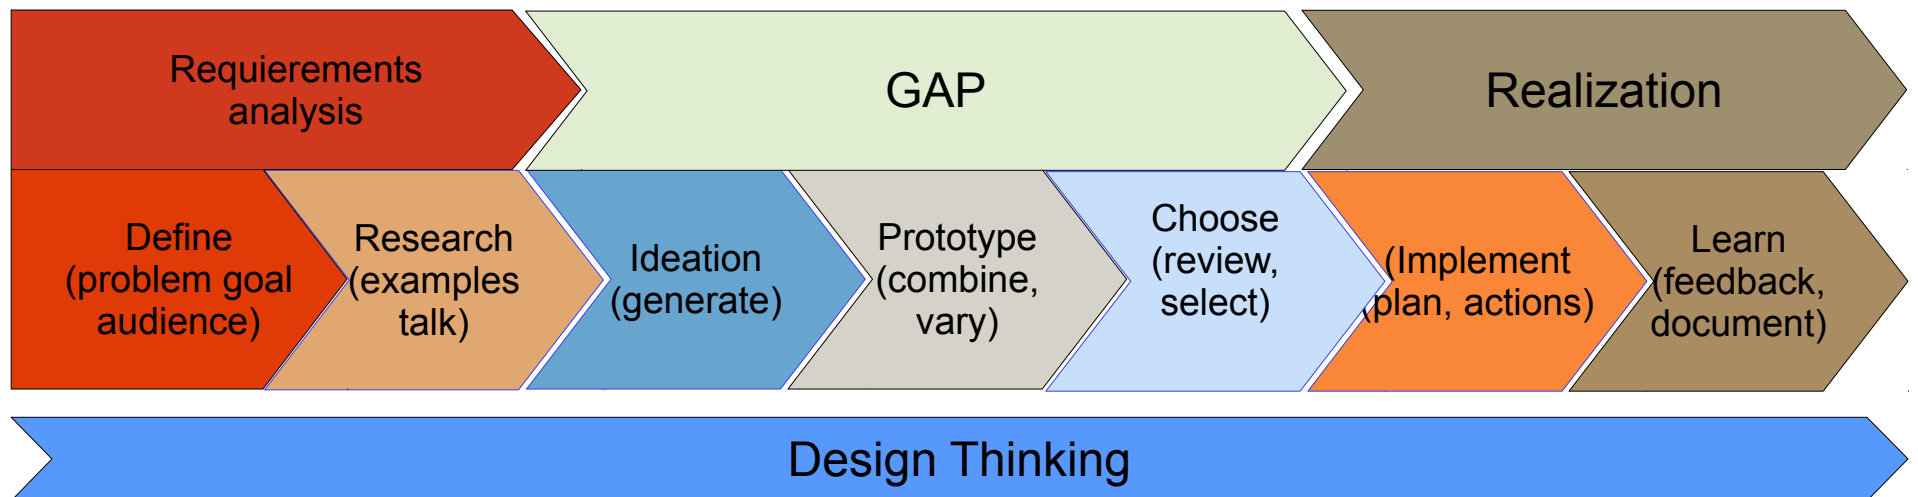 Requierements
analysis
GAP
Realization
Define
(problem goal
audience)
Research
(examples
talk)
Ideation
(generate)
Prototype
(combine,
vary)
Choose
(review,
select)
(Implement
(plan, actions)
Learn
(feedback,
document)
Design Thinking